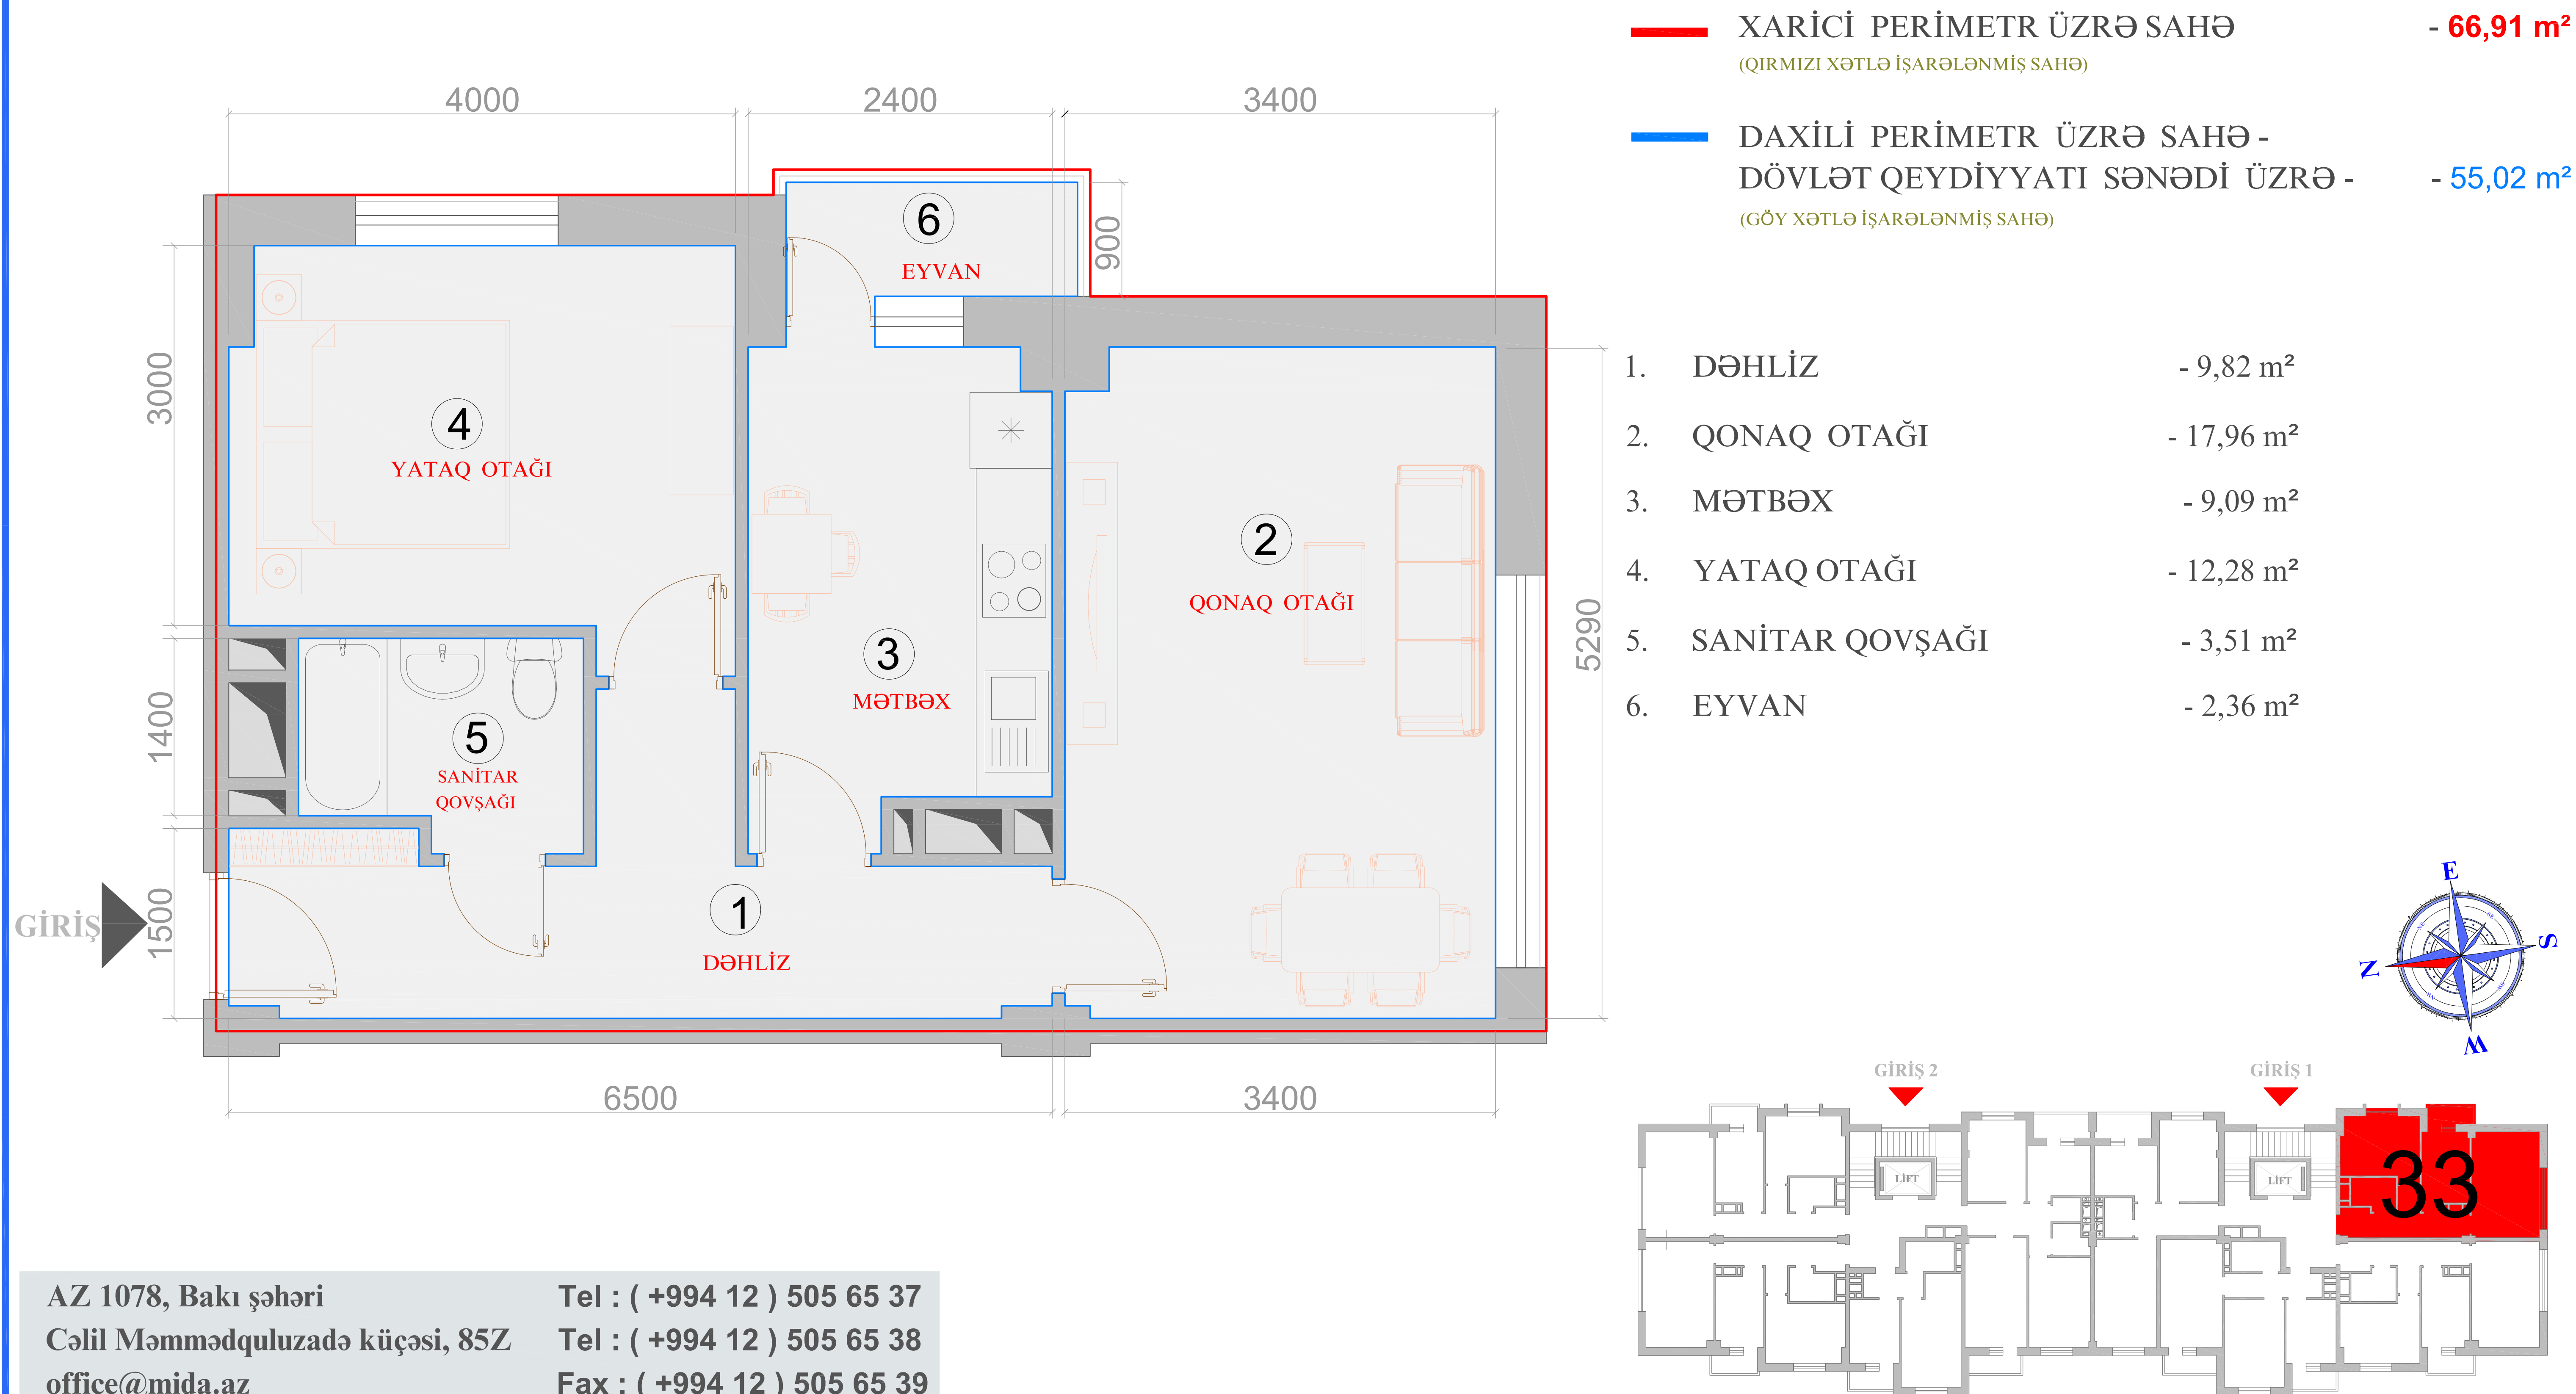 XARİCİ PERİMETR ÜZRƏ SAHƏ - 66,91 m²
(QIRMIZI XƏTLƏ İŞARƏLƏNMİŞ SAHƏ)
DAXİLİ PERİMETR ÜZRƏ SAHƏ -
DÖVLƏT QEYDİYYATI SƏNƏDİ ÜZRƏ - - 55,02 m²
(GÖY XƏTLƏ İŞARƏLƏNMİŞ SAHƏ)
4000
2400
3400
6
EYVAN
900
3000
4
YATAQ OTAĞI
2
QONAQ OTAĞI
3
MƏTBƏX
5290
1400
5
SANİTAR
QOVŞAĞI
GİRİŞ
1500
1
DƏHLİZ
6500
3400
1. DƏHLİZ - 9,82 m²
2. QONAQ OTAĞI - 17,96 m²
3. MƏTBƏX - 9,09 m²
4. YATAQ OTAĞI - 12,28 m²
5. SANİTAR QOVŞAĞI - 3,51 m²
6. EYVAN - 2,36 m²
E
S
N
W
GİRİŞ 2
GİRİŞ 1
LİFT
LİFT
33
AZ 1078, Bakı şəhəri
Cəlil Məmmədquluzadə küçəsi, 85Z
office@mida.az
Tel : ( +994 12 ) 505 65 37
Tel : ( +994 12 ) 505 65 38
Fax : ( +994 12 ) 505 65 39